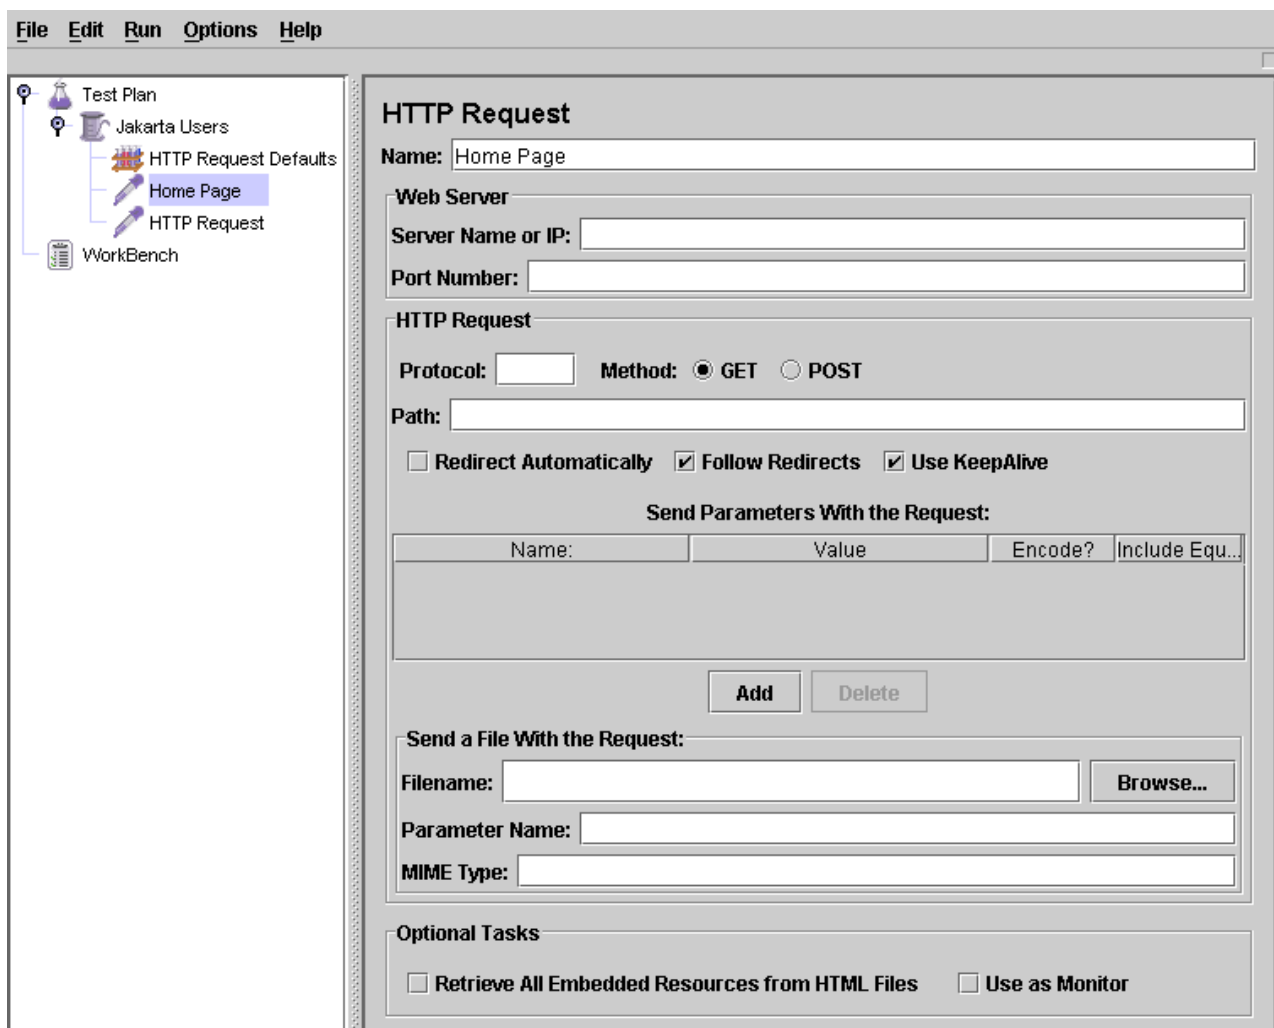 File Edit Run Options Help
Test Plan
Jakarta Users
HTTP Request Defaults
Home Page
HTTP Request
WorkBench
HTTP Request
Name: Home Page
Web Server
Server Name or IP:
Port Number:
HTTP Request
Protocol: Method: GET POST
Path:
Redirect Automatically Follow Redirects Use KeepAlive
Send Parameters With the Request:
Name: Value Encode? Include Equ...
Add Delete
Send a File With the Request:
Filename: Browse...
Parameter Name:
MIME Type:
Optional Tasks
Retrieve All Embedded Resources from HTML Files Use as Monitor